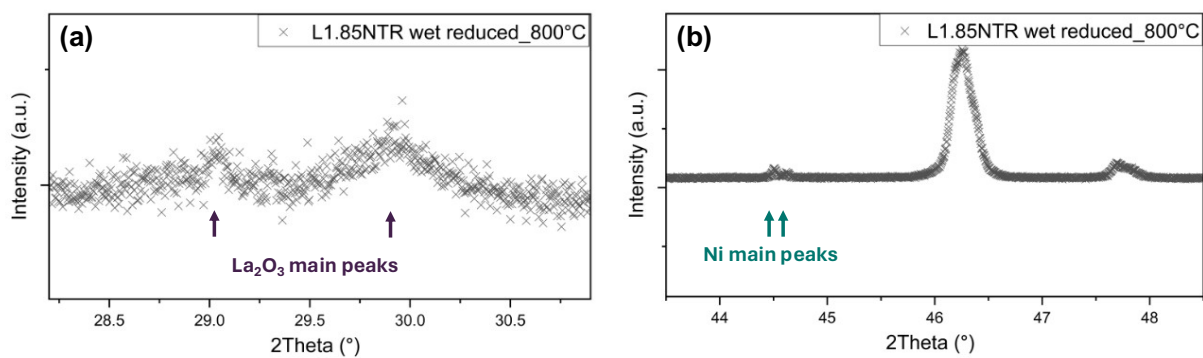 (a)
× L1.85NTR wet reduced_800°C
Intensity (a.u.)
La₂O₃ main peaks
28.5 29.0 29.5 30.0 30.5
2Theta (°)
(b)
× L1.85NTR wet reduced_800°C
Intensity (a.u.)
Ni main peaks
44 45 46 47 48
2Theta (°)